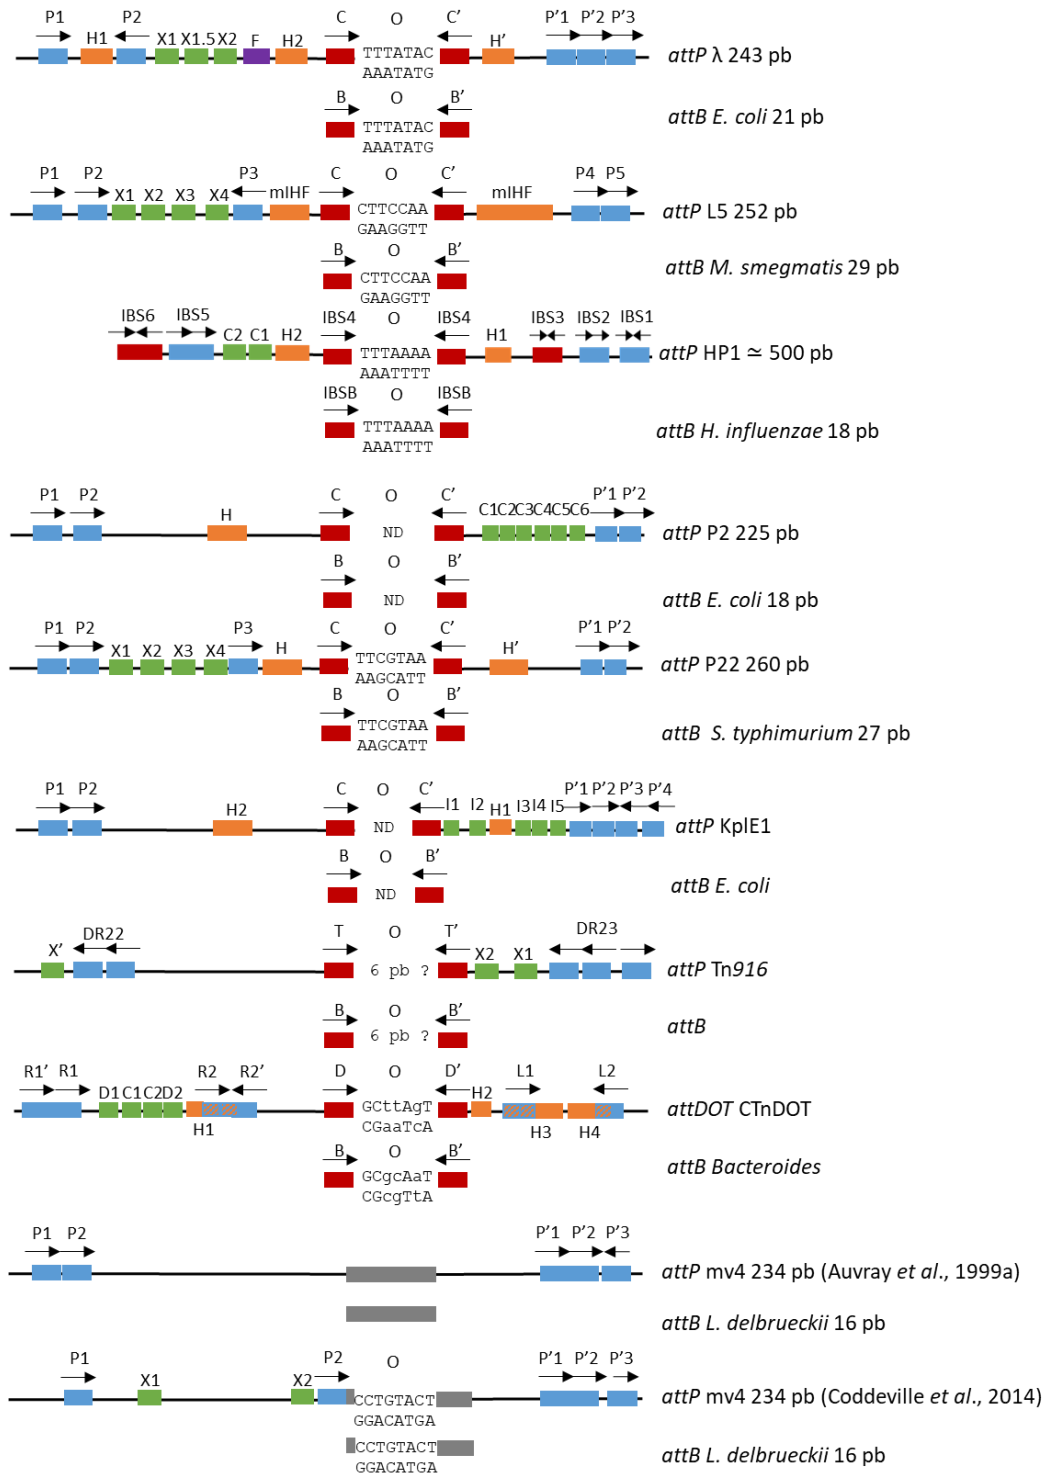 P1 P2 C O C' P'1 P'2 P'3
H1 X1 X1.5 X2 F H2 H'
TTTATAC
AAATATG
attP λ 243 pb
B O B'
TTTATAC
AAATATG
attB E. coli 21 pb
P1 P2 P3 C O C' P4 P5
X1 X2 X3 X4 mIHF mIHF
CTTCCAA
GAAGGTT
attP L5 252 pb
B O B'
CTTCCAA
GAAGGTT
attB M. smegmatis 29 pb
IBS6 IBS5 IBS4 O IBS4 IBS3 IBS2 IBS1
C2 C1 H2 H1
TTTAAAA
AAATTTT
attP HP1 ≃ 500 pb
IBSB O IBSB
TTTAAAA
AAATTTT
attB H. influenzae 18 pb
P1 P2 C O C' P'1 P'2
H C1 C2 C3 C4 C5 C6
ND
attP P2 225 pb
B O B'
ND
attB E. coli 18 pb
P1 P2 P3 C O C' P'1 P'2
X1 X2 X3 X4 H H'
TTCGTAA
AAGCATT
attP P22 260 pb
B O B'
TTCGTAA
AAGCATT
attB S. typhimurium 27 pb
P1 P2 C O C' P'1 P'2 P'3 P'4
H2 I1 I2 H1 I3 I4 I5
ND
attP KplE1
B O B'
ND
attB E. coli
DR22 T O T' DR23
X' X2 X1
6 pb ?
attP Tn916
B O B'
6 pb ?
attB
R1' R1 R2 R2' D O D' L1 L2
D1 C1 C2 D2 H2
GCttAgT
CGaaTcA
attDOT CTnDOT
H1 H3 H4
B O B'
GCgcAaT
CGcgTtA
attB Bacteroides
P1 P2 P'1 P'2 P'3
attP mv4 234 pb (Auvray et al., 1999a)
attB L. delbrueckii 16 pb
P1 P2 O P'1 P'2 P'3
X1 X2
CCTGTACT
GGACATGA
attP mv4 234 pb (Coddeville et al., 2014)
CCTGTACT
GGACATGA
attB L. delbrueckii 16 pb